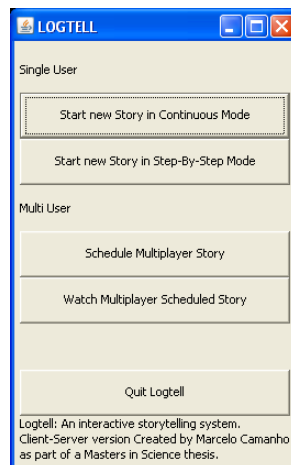 LOGTELL
Single User
Start new Story in Continuous Mode
Start new Story in Step-By-Step Mode
Multi User
Schedule Multiplayer Story
Watch Multiplayer Scheduled Story
Quit Logtell
Logtell: An interactive storytelling system.
Client-Server version Created by Marcelo Camanho
as part of a Masters in Science thesis.